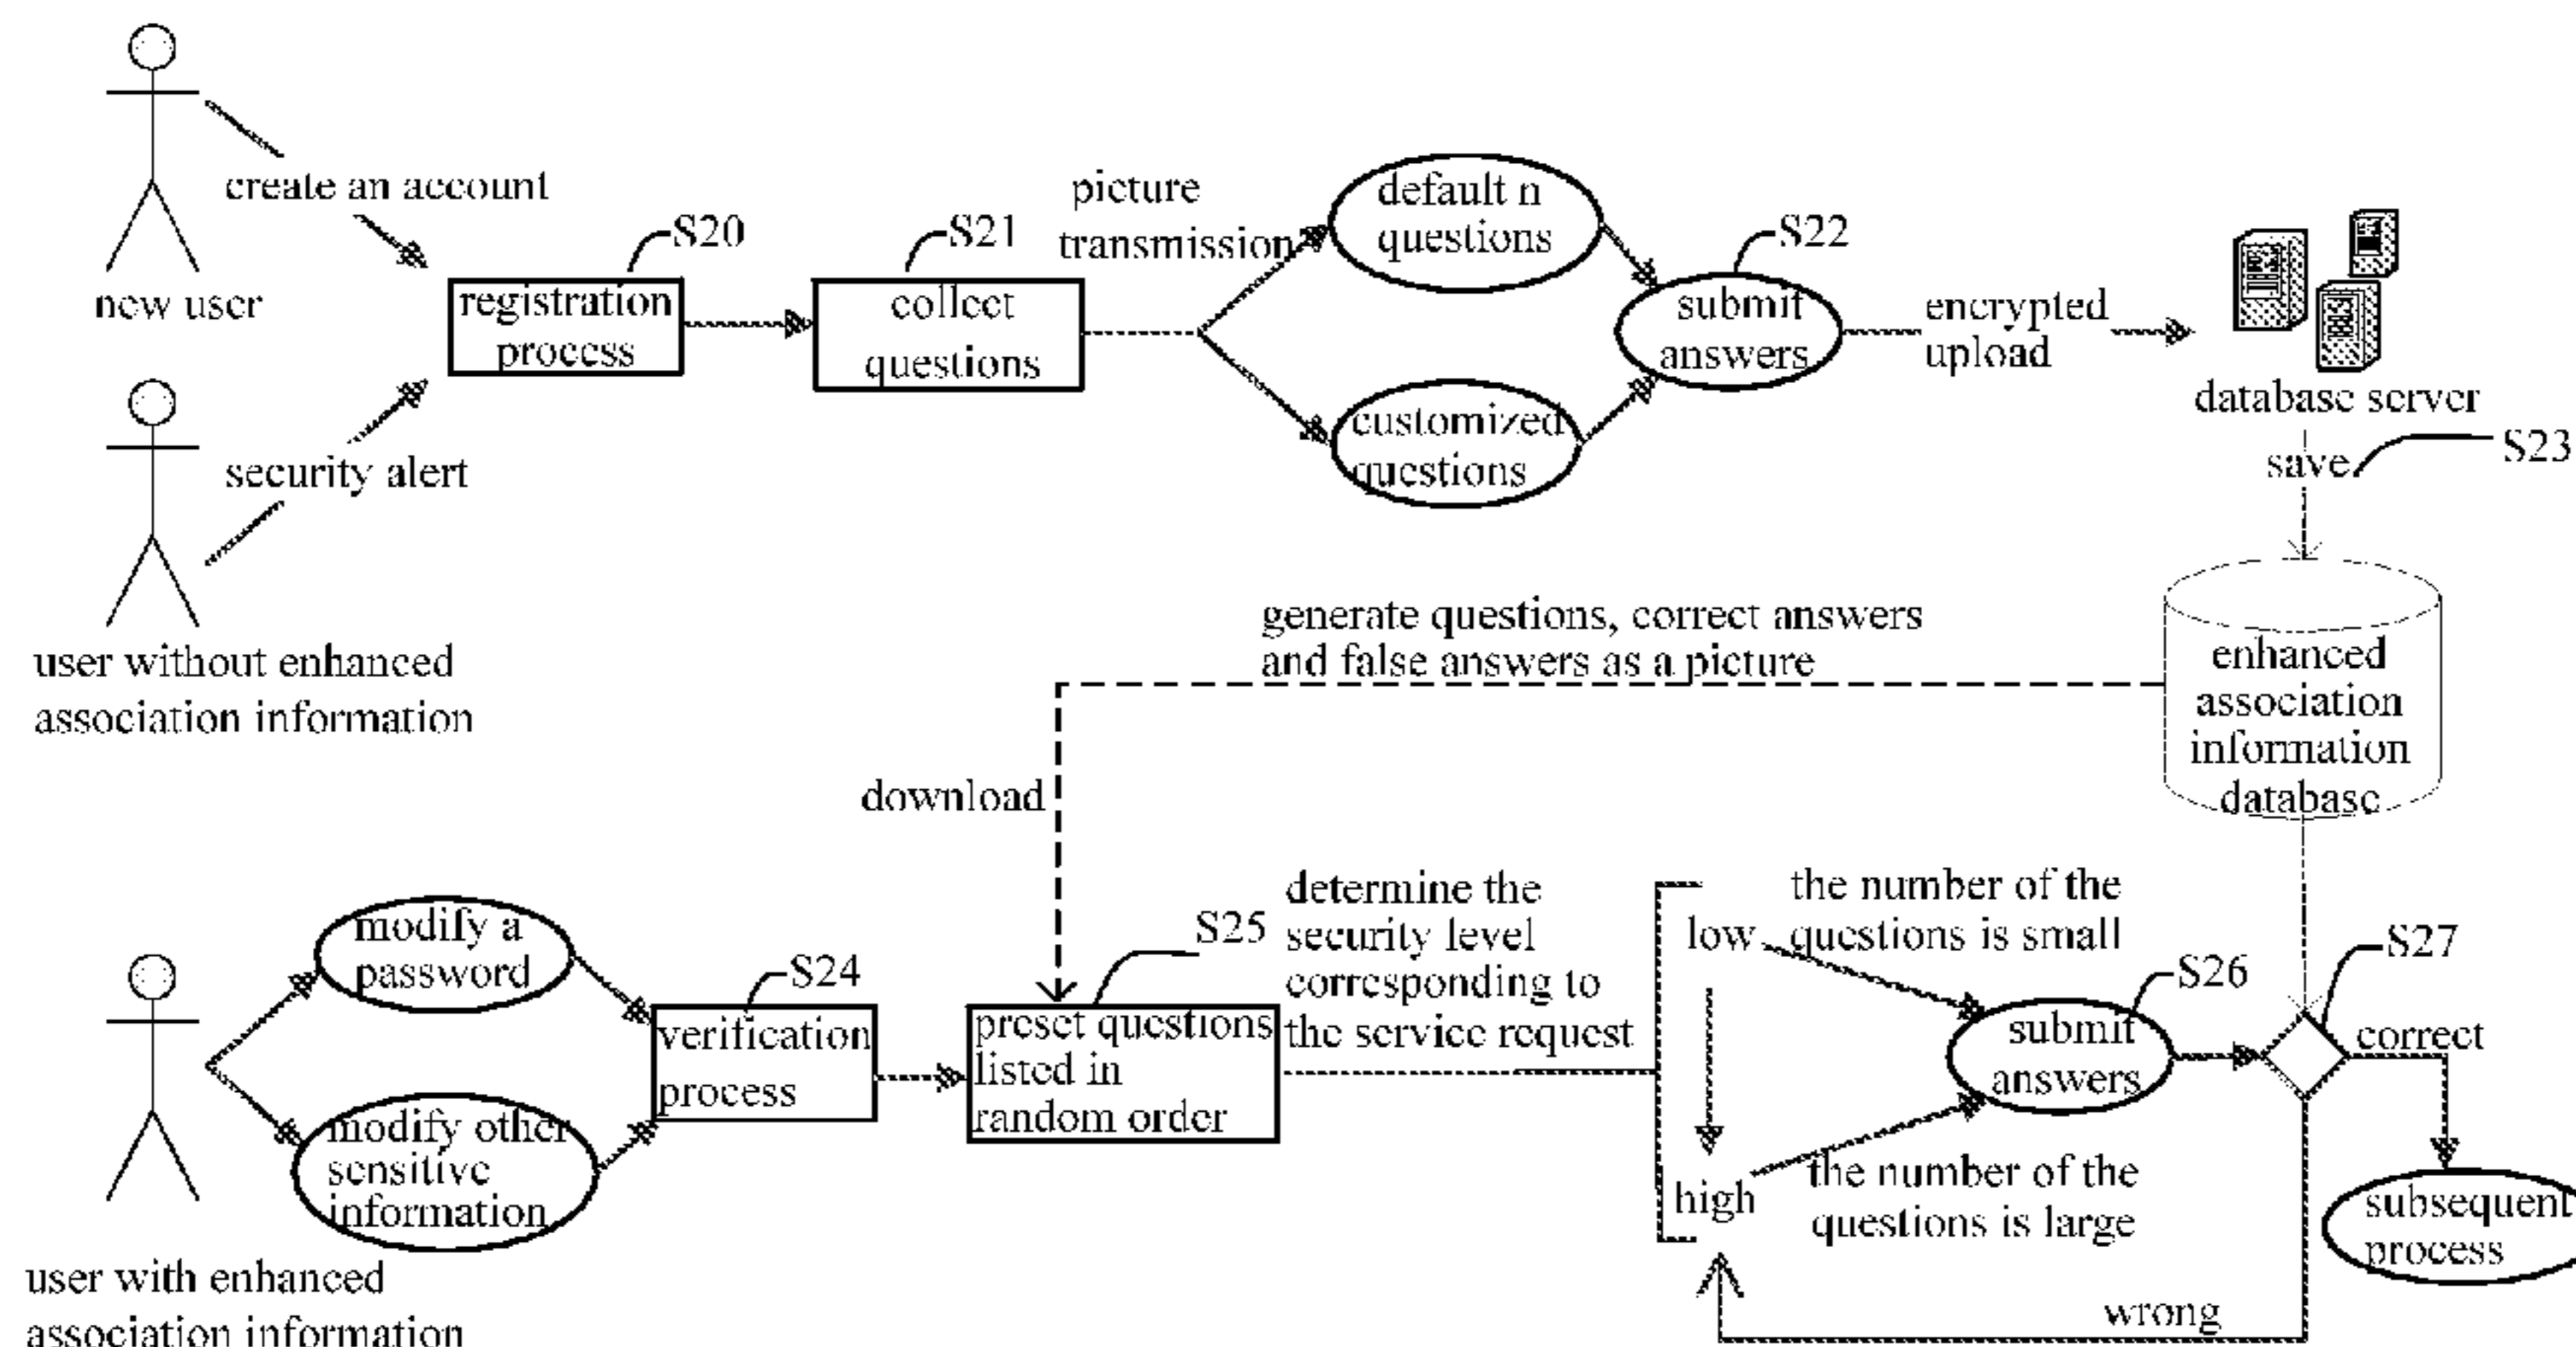 create an account
new user
security alert
user without enhanced
association information
S20
registration
process
S21
collect
questions
picture
transmission
default n
questions
customized
questions
S22
submit
answers
encrypted
upload
database server
save
S23
enhanced
association
information
database
generate questions, correct answers
and false answers as a picture
download
modify a
password
modify other
sensitive
information
user with enhanced
association information
S24
verification
process
S25
preset questions
listed in
random order
determine the
security level
corresponding to
the service request
low
the number of the
questions is small
high
the number of the
questions is large
S26
submit
answers
S27
correct
wrong
subsequent
process